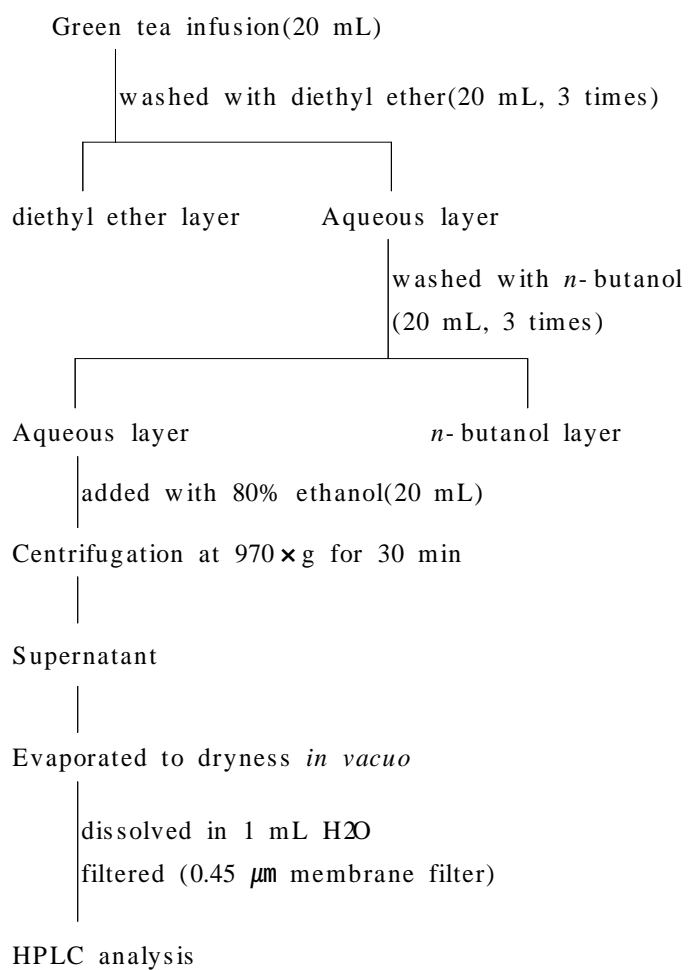 Green tea infusion(20 mL)
washed with diethyl ether(20 mL, 3 times)
diethyl ether layer
Aqueous layer
washed with n-butanol
(20 mL, 3 times)
Aqueous layer
n-butanol layer
added with 80% ethanol(20 mL)
Centrifugation at 970×g for 30 min
Supernatant
Evaporated to dryness in vacuo
dissolved in 1 mL H2O
filtered (0.45 μm membrane filter)
HPLC analysis